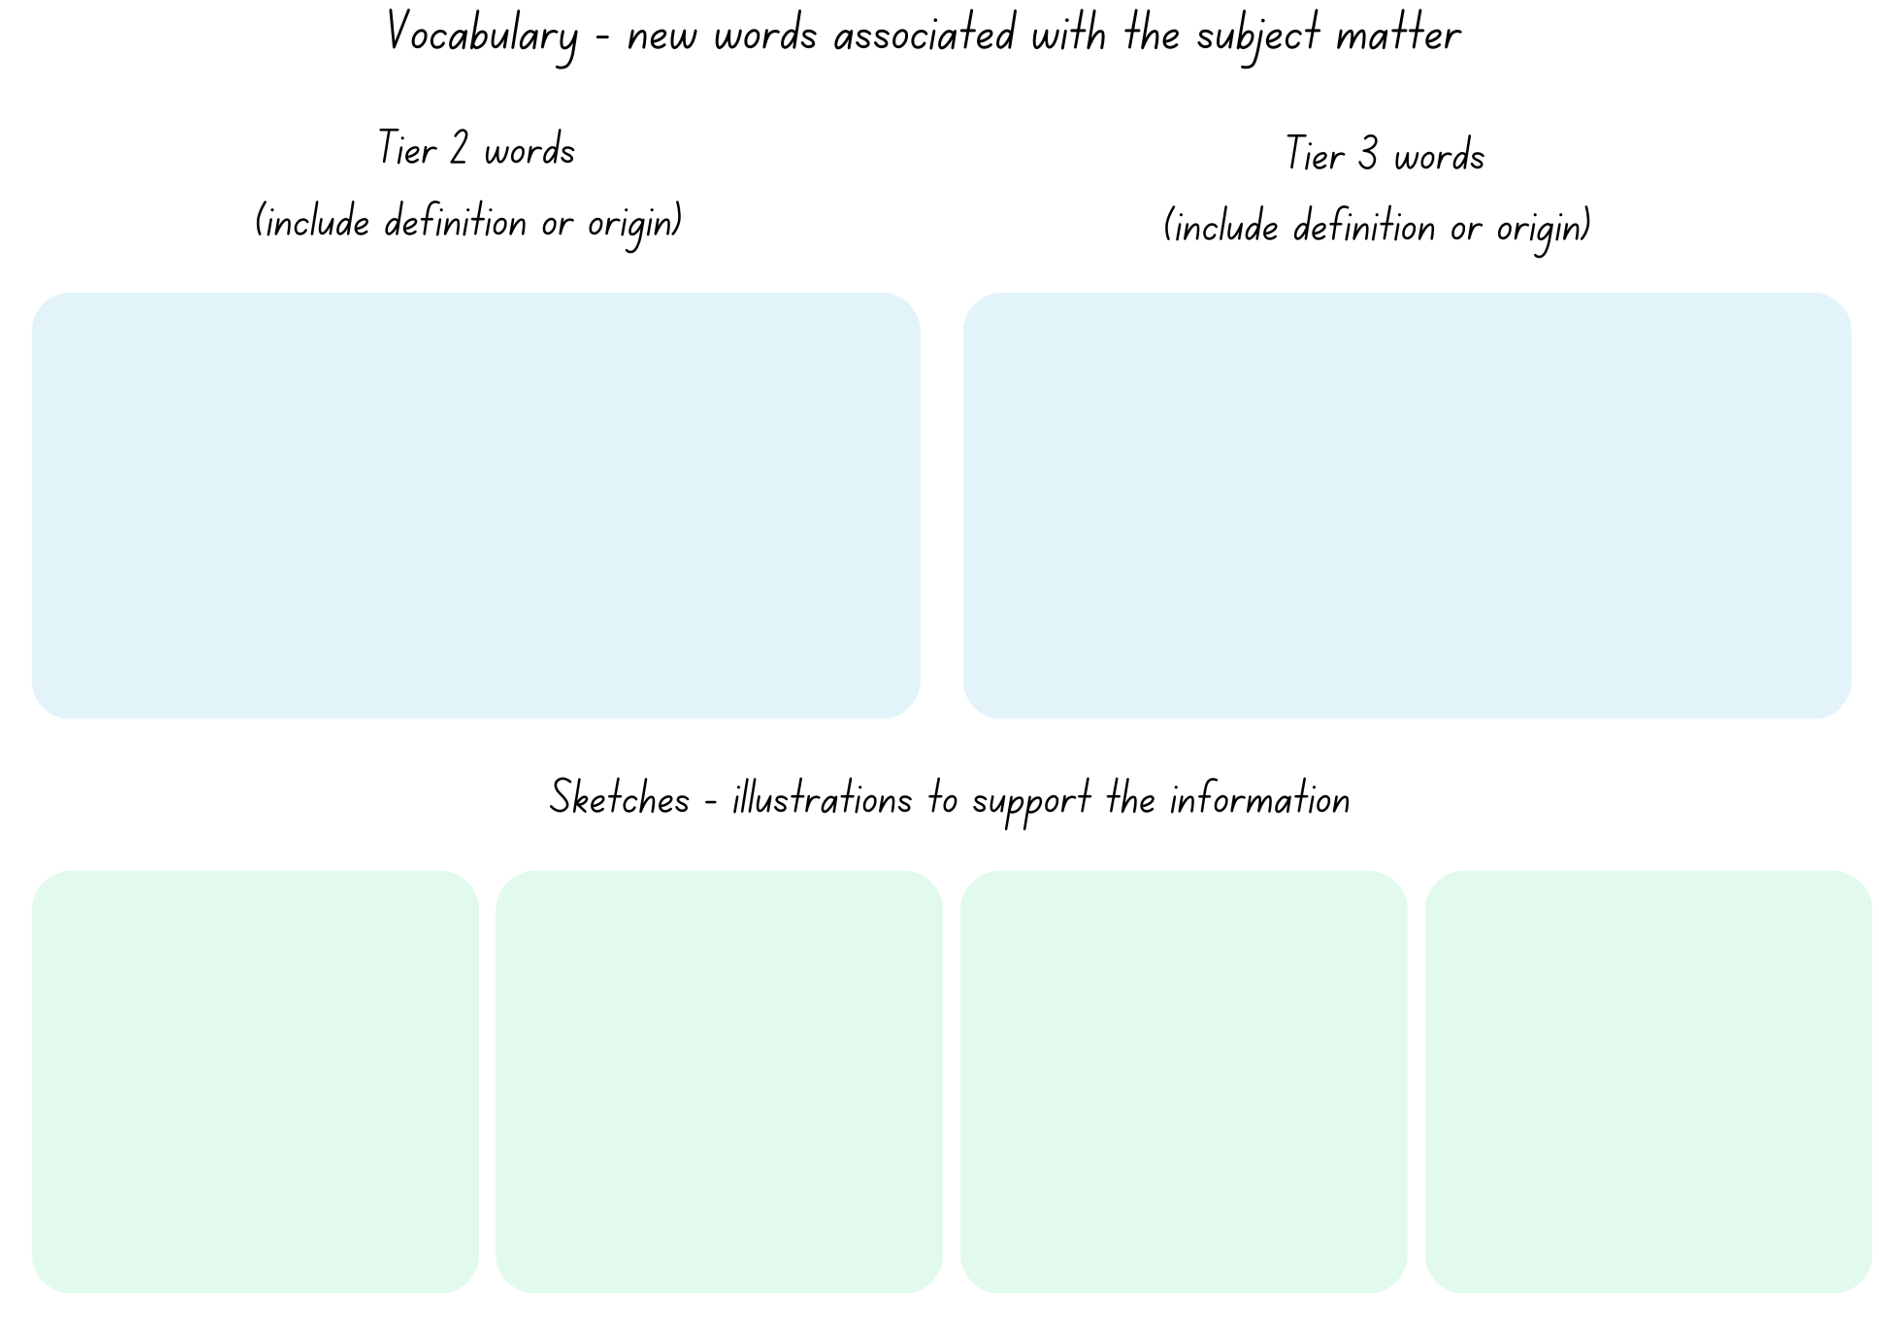 Vocabulary - new words associated with the subject matter
Tier 2 words
(include definition or origin)
Tier 3 words
(include definition or origin)
Sketches - illustrations to support the information